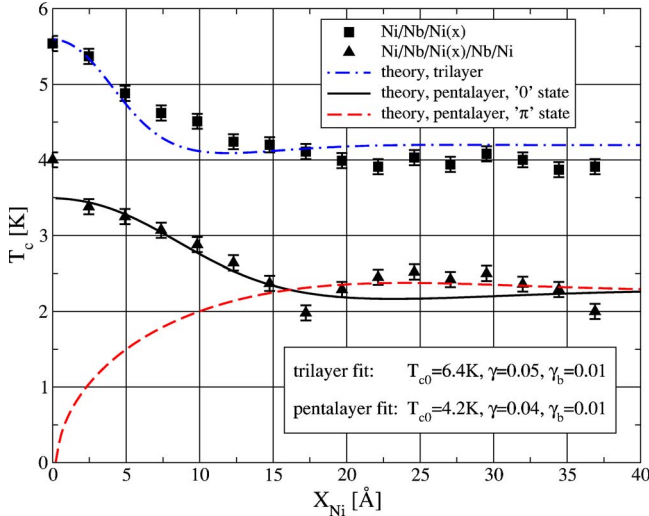 6
5
4
3
2
1
0
T_c [K]
0
5
10
15
20
25
30
35
40
X_Ni [Å]
Ni/Nb/Ni(x)
Ni/Nb/Ni(x)/Nb/Ni
theory, trilayer
theory, pentalayer, '0' state
theory, pentalayer, 'π' state
trilayer fit: T_c0=6.4K, γ=0.05, γ_b=0.01
pentalayer fit: T_c0=4.2K, γ=0.04, γ_b=0.01